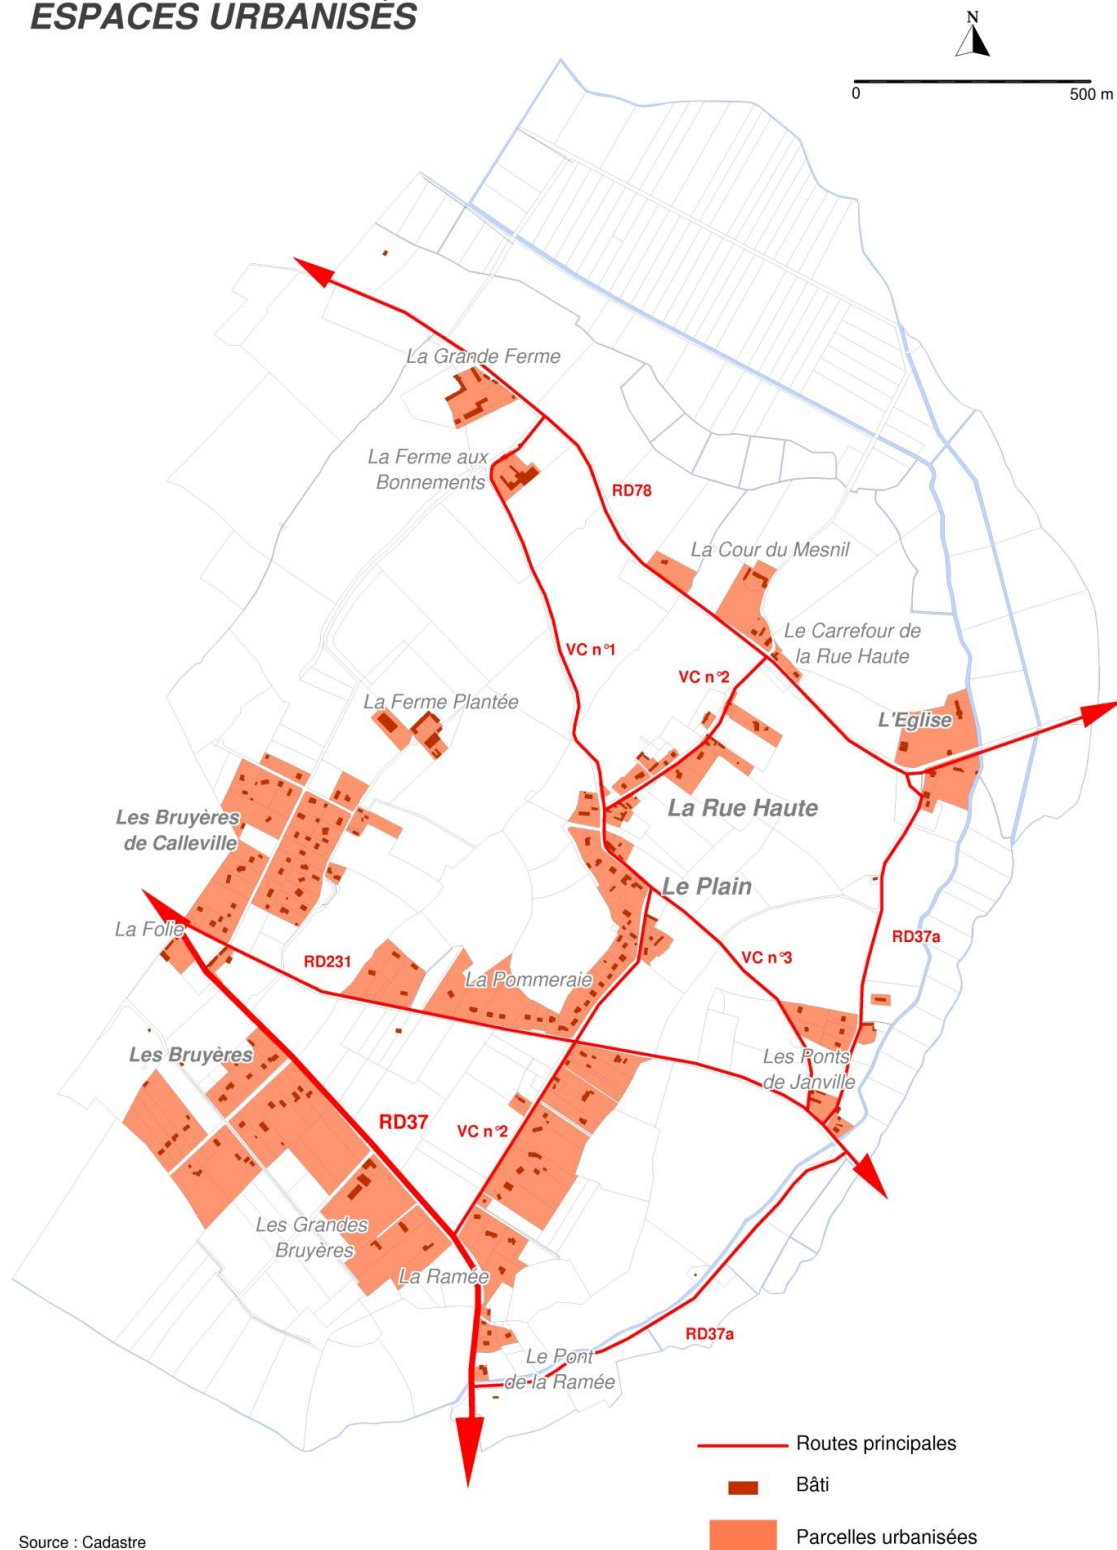 ESPACES URBANISÉS
N
0
500 m
La Grande Ferme
La Ferme aux
Bonnements
RD78
La Cour du Mesnil
Le Carrefour de
la Rue Haute
VC n°1
VC n°2
La Ferme Plantée
L'Eglise
Les Bruyères
de Calleville
La Rue Haute
Le Plain
La Folie
RD231
La Pommeraie
VC n°3
RD37a
Les Bruyères
Les Ponts
de Janville
RD37
VC n°2
Les Grandes
Bruyères
La Ramée
RD37a
Le Pont
de la Ramée
Routes principales
Bâti
Parcelles urbanisées
Source : Cadastre